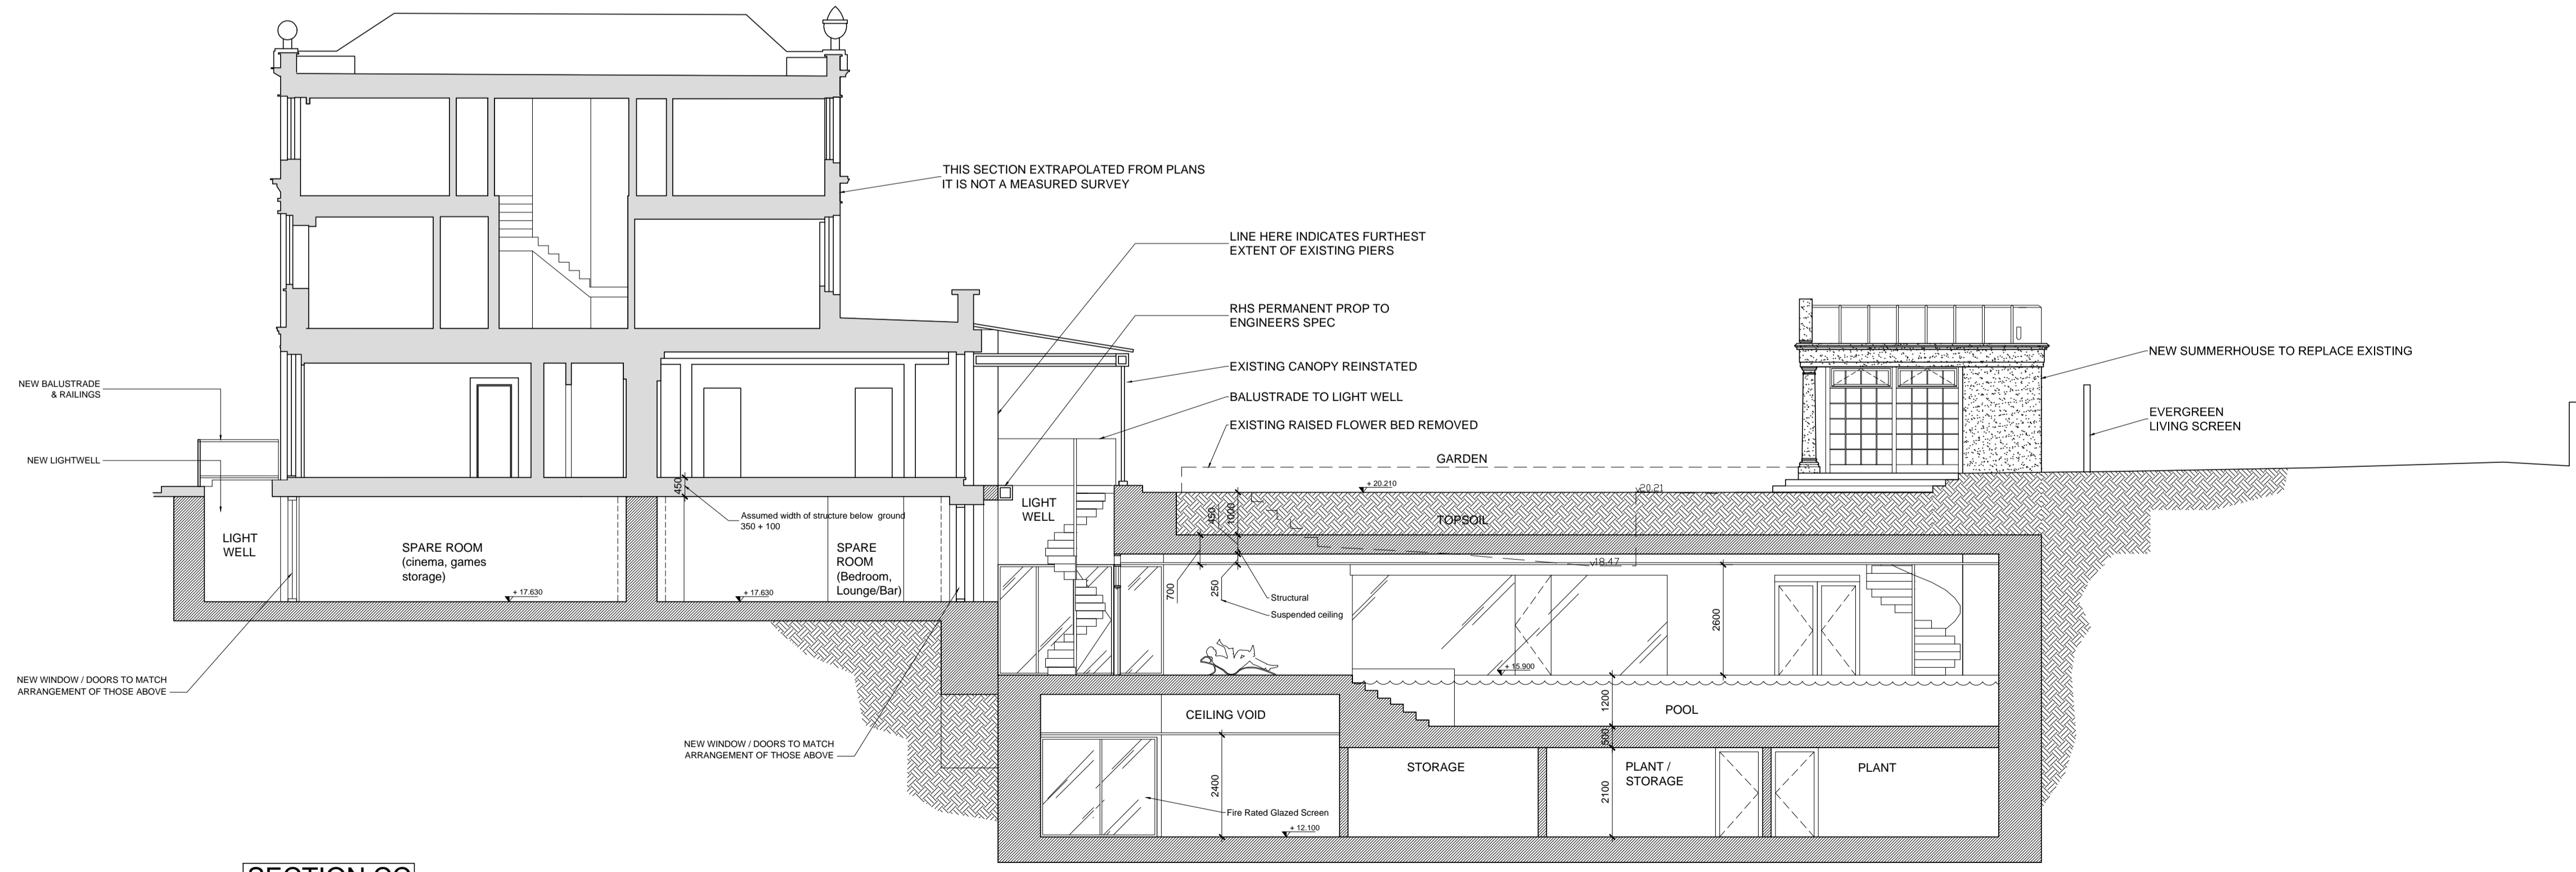 THIS SECTION EXTRAPOLATED FROM PLANS
IT IS NOT A MEASURED SURVEY
LINE HERE INDICATES FURTHEST
EXTENT OF EXISTING PIERS
RHS PERMANENT PROP TO
ENGINEERS SPEC
EXISTING CANOPY REINSTATED
BALUSTRADE TO LIGHT WELL
EXISTING RAISED FLOWER BED REMOVED
NEW SUMMERHOUSE TO REPLACE EXISTING
EVERGREEN
LIVING SCREEN
NEW BALUSTRADE
& RAILINGS
NEW LIGHTWELL
GARDEN
+ 20.210
20.21
450
Assumed width of structure below ground
350 + 100
LIGHT
WELL
LIGHT
WELL
450
1000
TOPSOIL
SPARE ROOM
(cinema, games
storage)
+ 17.630
SPARE
ROOM
(Bedroom,
Lounge/Bar)
+ 17.630
18.47
700
250
Structural
Suspended ceiling
2600
+ 15.900
NEW WINDOW / DOORS TO MATCH
ARRANGEMENT OF THOSE ABOVE
1200
POOL
CEILING VOID
500
NEW WINDOW / DOORS TO MATCH
ARRANGEMENT OF THOSE ABOVE
2400
STORAGE
PLANT /
STORAGE
PLANT
2100
Fire Rated Glazed Screen
+ 12.100
SECTION CC